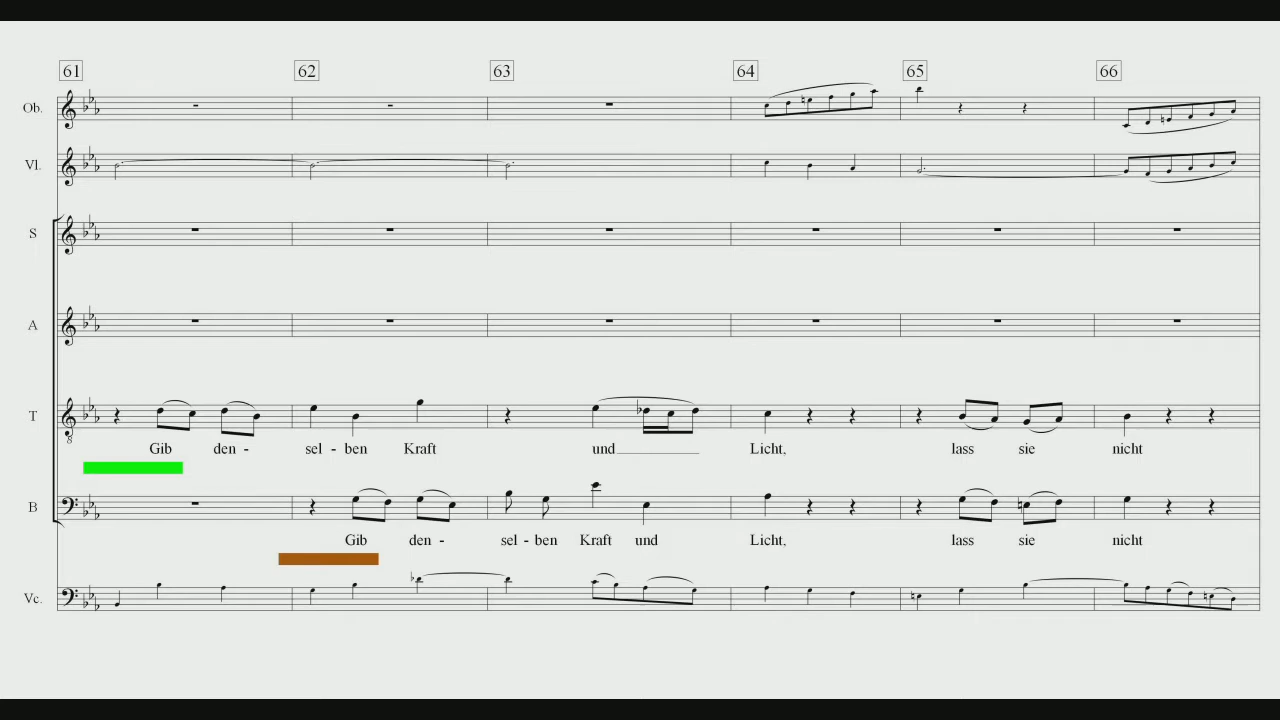 61 62 63 64 65 66
Ob.
Vl.
S
A
T
Gib den - sel - ben Kraft und Licht, lass sie nicht
8
B
Gib den - sel - ben Kraft und Licht, lass sie nicht
Vc.